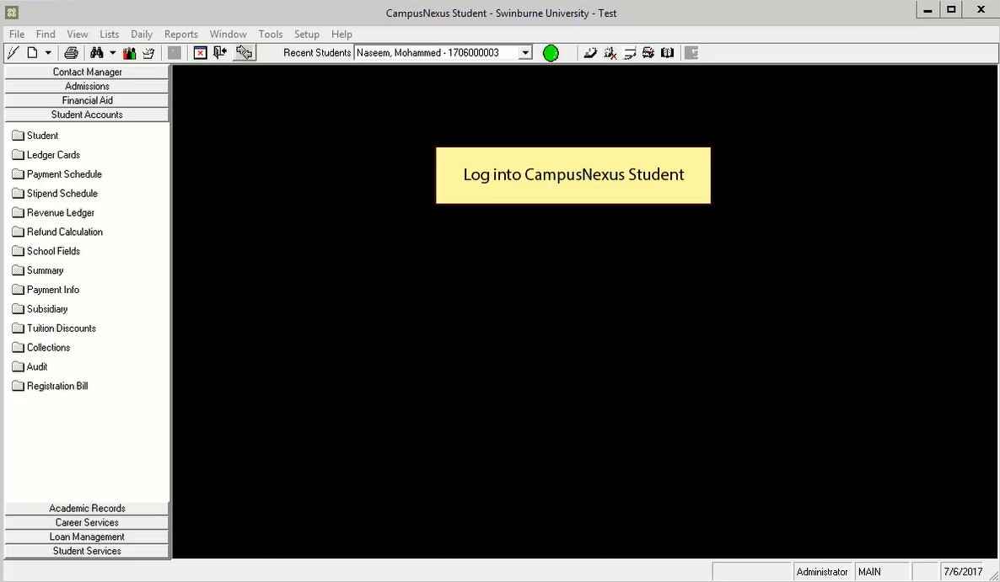 CampusNexus Student - Swinburne University - Test
File Find View Lists Daily Reports Window Tools Setup Help
Recent Students Naseem, Mohammed - 1706000003
Contact Manager
Admissions
Financial Aid
Student Accounts
Student
Ledger Cards
Payment Schedule
Stipend Schedule
Revenue Ledger
Refund Calculation
School Fields
Summary
Payment Info
Subsidiary
Tuition Discounts
Collections
Audit
Registration Bill
Academic Records
Career Services
Loan Management
Student Services
Log into CampusNexus Student
Administrator MAIN 7/6/2017